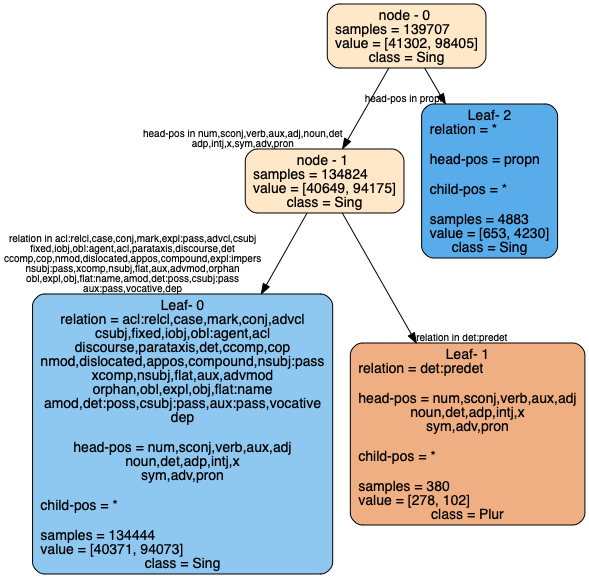 node - 0
samples = 139707
value = [41302, 98405]
class = Sing
head-pos in propn
head-pos in num,sconj,verb,aux,adj,noun,det
adp,intj,x,sym,adv,pron
Leaf- 2
relation = *
head-pos = propn
child-pos = *
samples = 4883
value = [653, 4230]
class = Sing
node - 1
samples = 134824
value = [40649, 94175]
class = Sing
relation in acl:relcl,case,conj,mark,expl:pass,advcl,csubj
fixed,iobj,obl:agent,acl,parataxis,discourse,det
ccomp,cop,nmod,dislocated,appos,compound,expl:impers
nsubj:pass,xcomp,nsubj,flat,aux,advmod,orphan
obl,expl,obj,flat:name,amod,det:poss,csubj:pass
aux:pass,vocative,dep
relation in det:predet
Leaf- 0
relation = acl:relcl,case,mark,conj,advcl
csubj,fixed,iobj,obl:agent,acl
discourse,parataxis,det,ccomp,cop
nmod,dislocated,appos,compound,nsubj:pass
xcomp,nsubj,flat,aux,advmod
orphan,obl,expl,obj,flat:name
amod,det:poss,csubj:pass,aux:pass,vocative
dep
head-pos = num,sconj,verb,aux,adj
noun,det,adp,intj,x
sym,adv,pron
child-pos = *
samples = 134444
value = [40371, 94073]
class = Sing
Leaf- 1
relation = det:predet
head-pos = num,sconj,verb,aux,adj
noun,det,adp,intj,x
sym,adv,pron
child-pos = *
samples = 380
value = [278, 102]
class = Plur